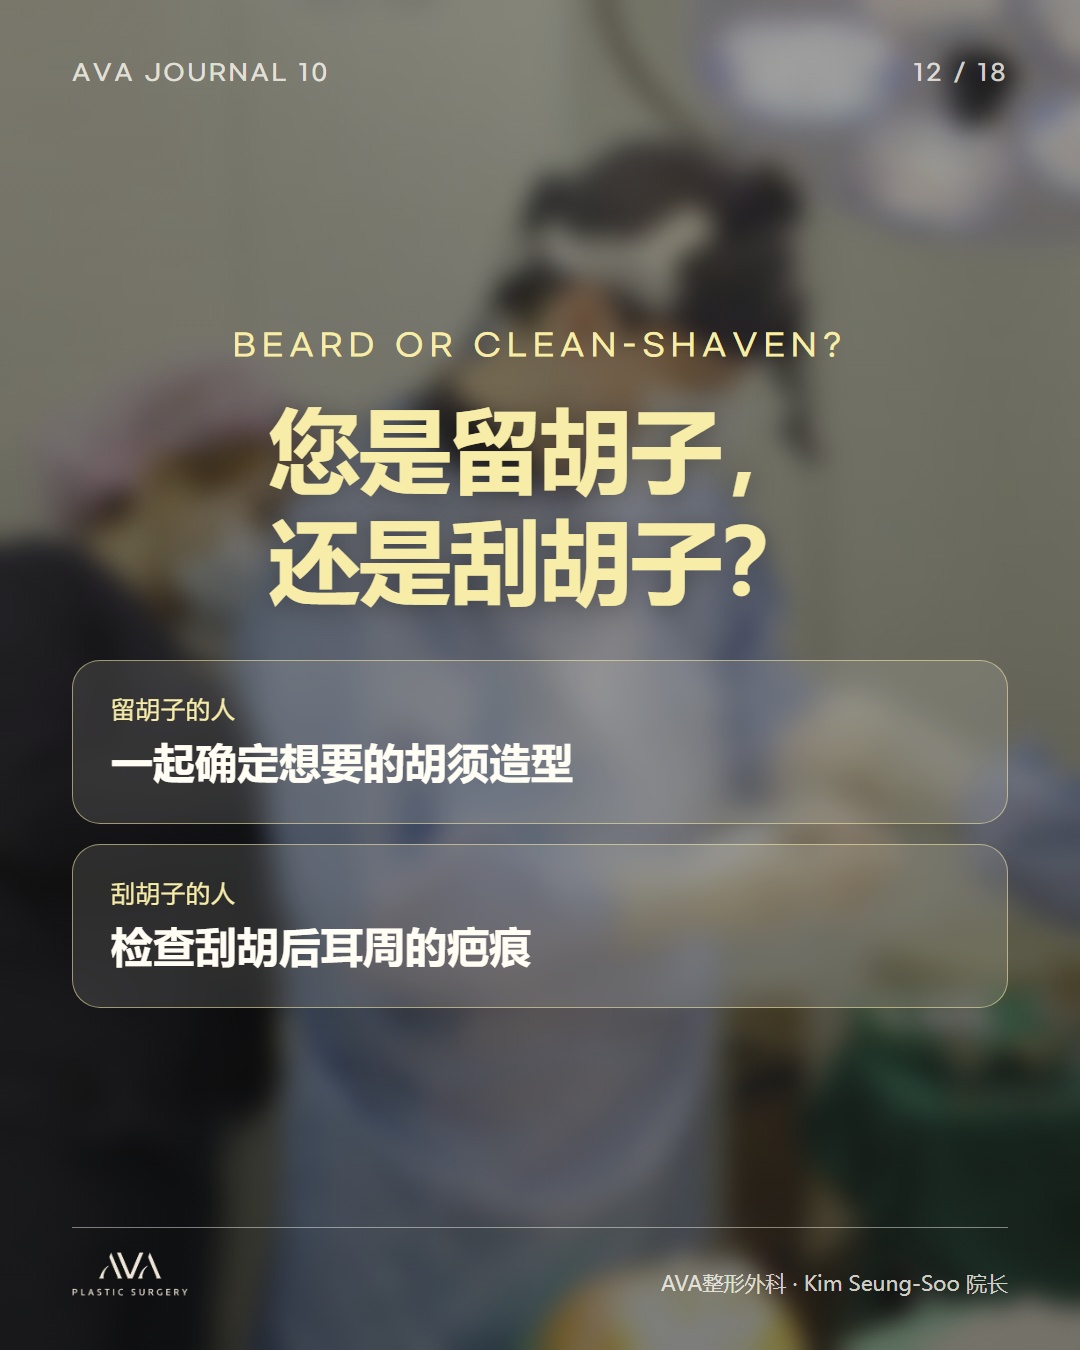 AVA JOURNAL 10
12 / 18
BEARD OR CLEAN-SHAVEN?
您是留胡子,
还是刮胡子?
留胡子的人
一起确定想要的胡须造型
刮胡子的人
检查刮胡后耳周的疤痕
AVA
PLASTIC SURGERY
AVA整形外科 · Kim Seung-Soo 院长